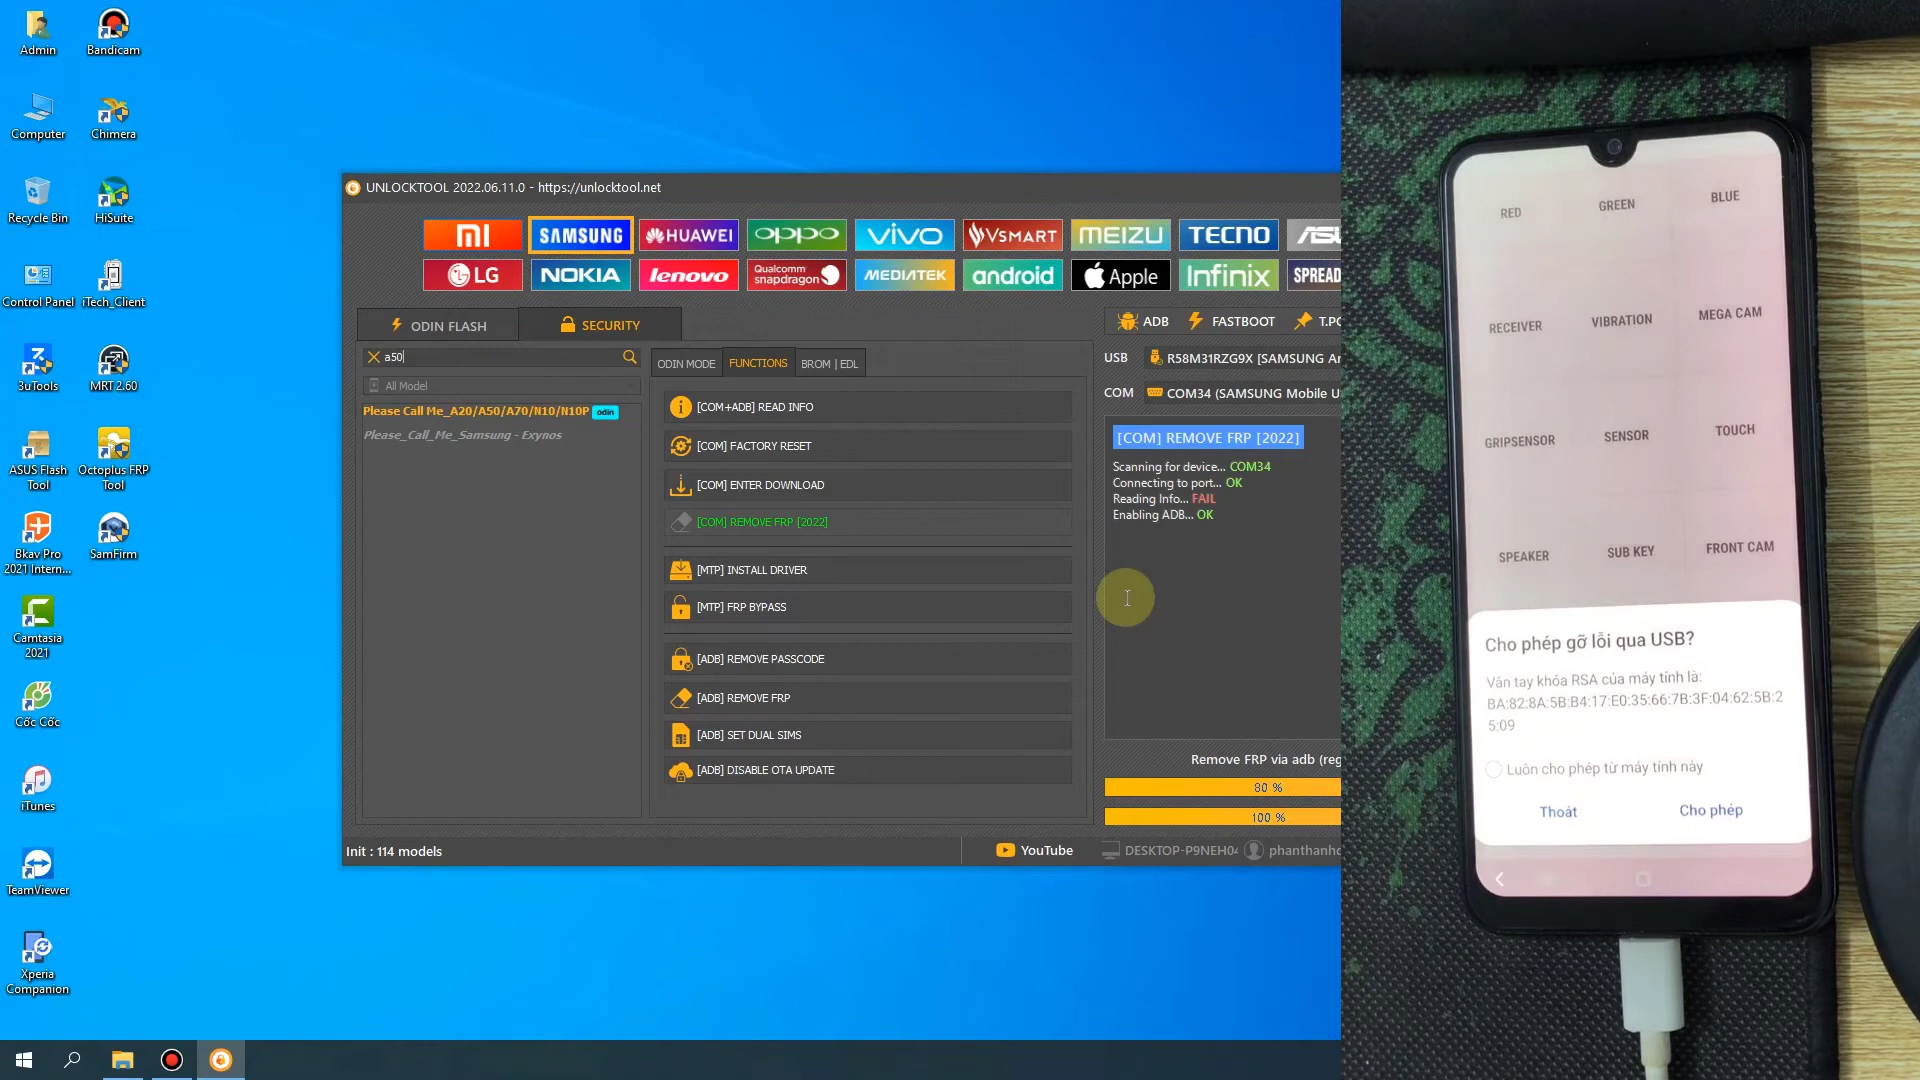 Admin
Bandicam
Computer
Chimera
Recycle Bin
HiSuite
Control Panel
iTech_Client
3uTools
MRT 2.60
ASUS Flash Tool
Octoplus FRP Tool
Bkav Pro 2021 Intern...
SamFirm
Camtasia 2021
Cốc Cốc
iTunes
TeamViewer
Xperia Companion
UNLOCKTOOL 2022.06.11.0 - https://unlocktool.net
mi SAMSUNG HUAWEI oppo vivo VSMART MEIZU TECNO
LG NOKIA lenovo Qualcomm snapdragon MEDIATEK android Apple Infinix SPREAD
ODIN FLASH
SECURITY
a50
All Model
Please Call Me_A20/A50/A70/N10/N10P odin
Please_Call_Me_Samsung - Exynos
ODIN MODE FUNCTIONS BROM | EDL
[COM+ADB] READ INFO
[COM] FACTORY RESET
[COM] ENTER DOWNLOAD
[COM] REMOVE FRP [2022]
[MTP] INSTALL DRIVER
[MTP] FRP BYPASS
[ADB] REMOVE PASSCODE
[ADB] REMOVE FRP
[ADB] SET DUAL SIMS
[ADB] DISABLE OTA UPDATE
ADB FASTBOOT T.PO
USB R58M31RZG9X [SAMSUNG An
COM COM34 (SAMSUNG Mobile U
[COM] REMOVE FRP [2022]
Scanning for device... COM34
Connecting to port... OK
Reading Info... FAIL
Enabling ADB... OK
Remove FRP via adb (reg
80 %
100 %
Init : 114 models
YouTube
DESKTOP-P9NEH04
phanthanho
RED GREEN BLUE
RECEIVER VIBRATION MEGA CAM
GRIPSENSOR SENSOR TOUCH
SPEAKER SUB KEY FRONT CAM
Cho phép gỡ lỗi qua USB?
Vân tay khóa RSA của máy tính là:
BA:82:8A:5B:B4:17:E0:35:66:7B:3F:04:62:5B:2
5:09
Luôn cho phép từ máy tính này
Thoát Cho phép